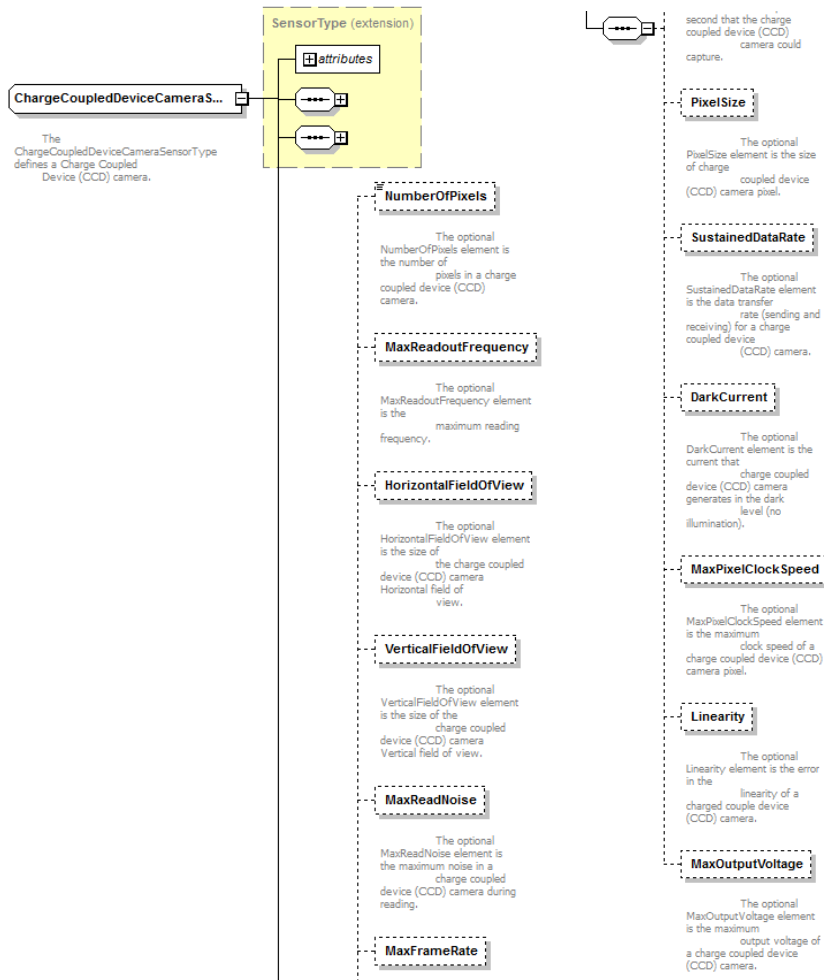 SensorType (extension)
attributes
ChargeCoupledDeviceCameraS...
The
ChargeCoupledDeviceCameraSensorType
defines a Charge Coupled
Device (CCD) camera.
NumberOfPixels
The optional
NumberOfPixels element is
the number of
pixels in a charge
coupled device (CCD)
camera.
MaxReadoutFrequency
The optional
MaxReadoutFrequency element
is the
maximum reading
frequency.
HorizontalFieldOfView
The optional
HorizontalFieldOfView element
is the size of
the charge coupled
device (CCD) camera
Horizontal field of
view.
VerticalFieldOfView
The optional
VerticalFieldOfView element
is the size of the
charge coupled
device (CCD) camera
Vertical field of view.
MaxReadNoise
The optional
MaxReadNoise element is
the maximum noise in a
charge coupled
device (CCD) camera during
reading.
MaxFrameRate
second that the charge
coupled device (CCD)
camera could
capture.
PixelSize
The optional
PixelSize element is the size
of charge
coupled device
(CCD) camera pixel.
SustainedDataRate
The optional
SustainedDataRate element
is the data transfer
rate (sending and
receiving) for a charge
coupled device
(CCD) camera.
DarkCurrent
The optional
DarkCurrent element is the
current that
charge coupled
device (CCD) camera
generates in the dark
level (no
illumination).
MaxPixelClockSpeed
The optional
MaxPixelClockSpeed element
is the maximum
clock speed of a
charge coupled device (CCD)
camera pixel.
Linearity
The optional
Linearity element is the error
in the
linearity of a
charged couple device
(CCD) camera.
MaxOutputVoltage
The optional
MaxOutputVoltage element
is the maximum
output voltage of
a charge coupled device
(CCD) camera.